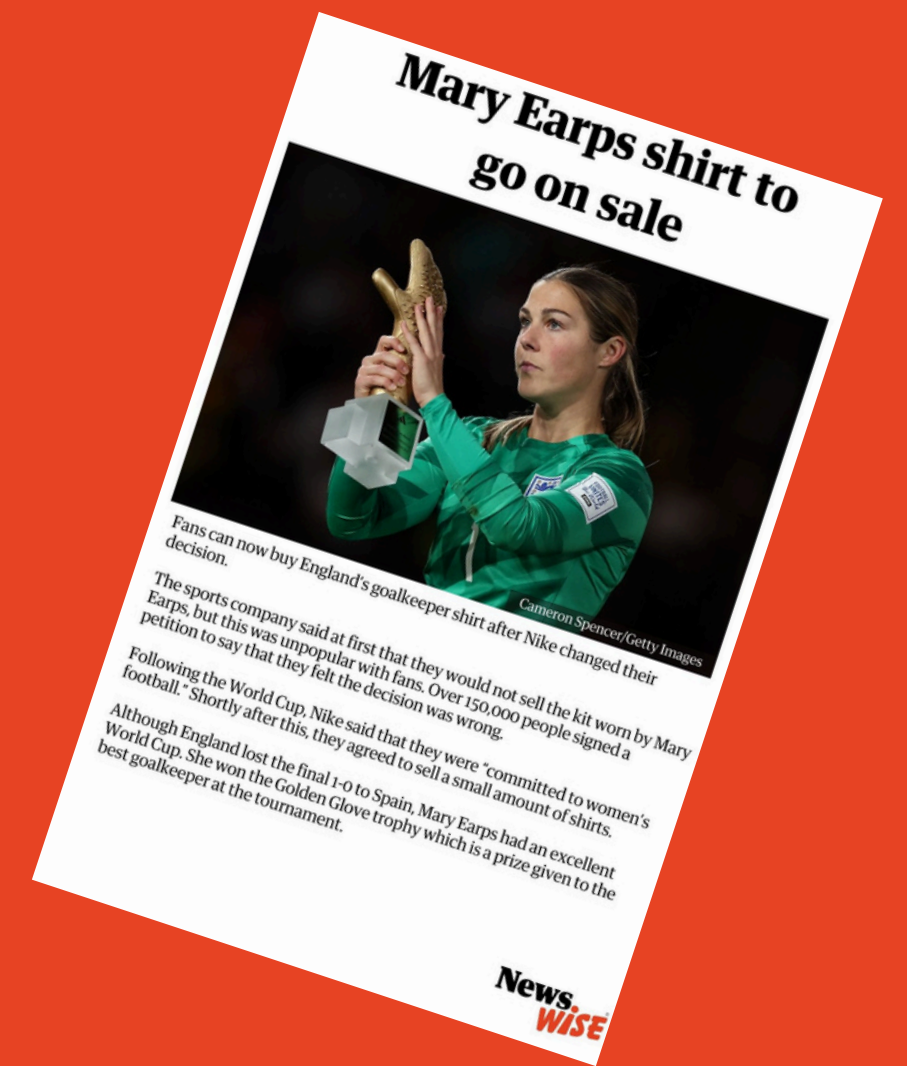 Mary Earps shirt to
go on sale
Cameron Spencer/Getty Images
Fans can now buy England's goalkeeper shirt after Nike changed their
decision.
The sports company said at first that they would not sell the kit worn by Mary
Earps, but this was unpopular with fans. Over 150,000 people signed a
petition to say that they felt the decision was wrong.
Following the World Cup, Nike said that they were "committed to women's
football." Shortly after this, they agreed to sell a small amount of shirts.
Although England lost the final 1-0 to Spain, Mary Earps had an excellent
World Cup. She won the Golden Glove trophy which is a prize given to the
best goalkeeper at the tournament.
News
WiSE